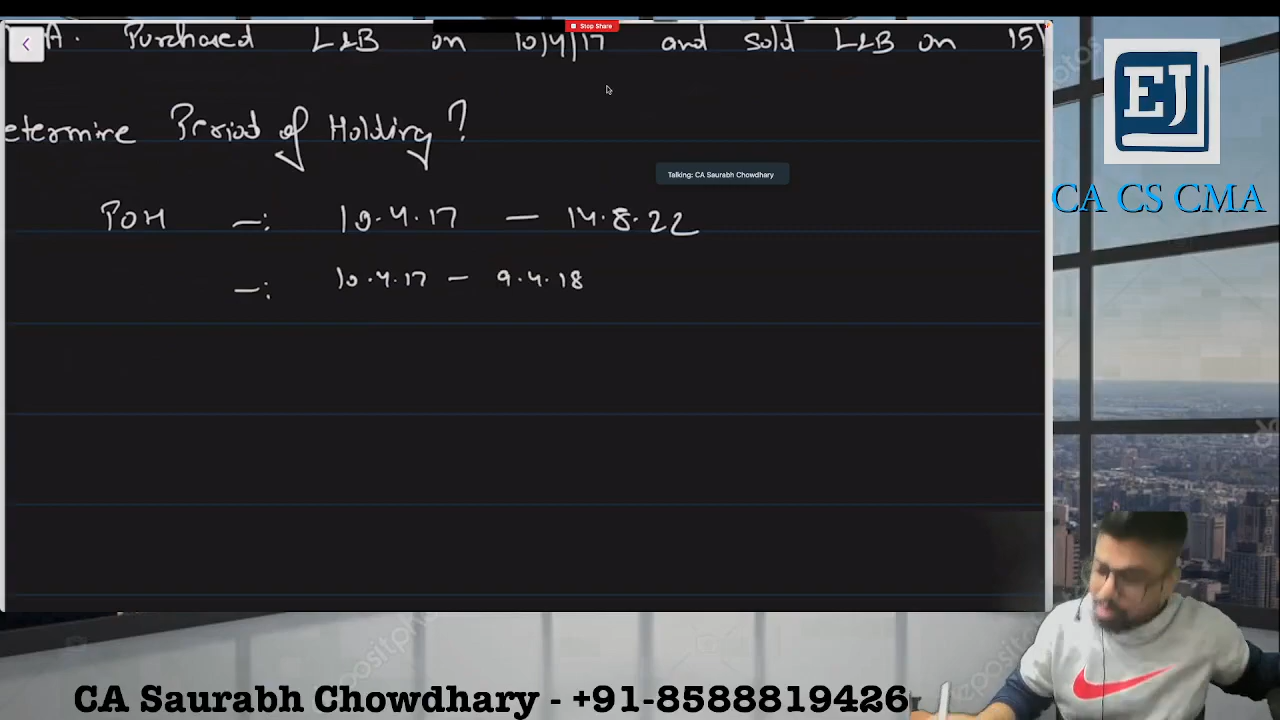 A. Purchased L&B on 10/4/17 and sold L&B on 15\
Stop Share
etermine Period of Holding?
Talking: CA Saurabh Chowdhary
POH -: 10.4.17 - 14.8.22
-: 10.4.17 - 9.4.18
EJ
CA CS CMA
CA Saurabh Chowdhary - +91-8588819426